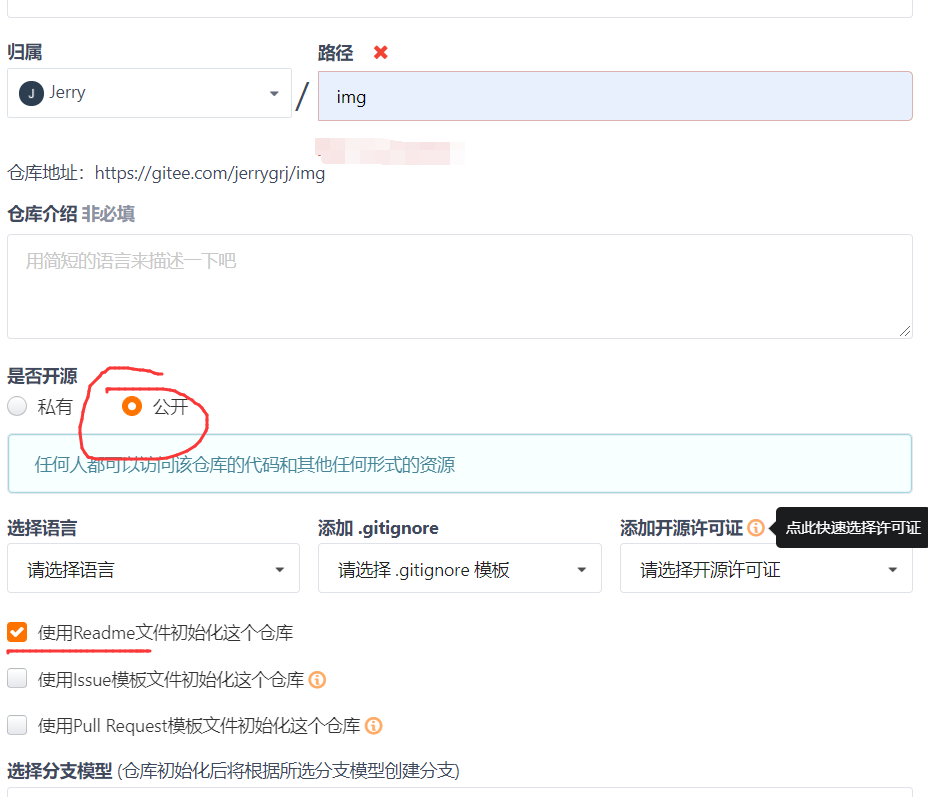 归属
路径
J Jerry
/
img
仓库地址：https://gitee.com/jerrygrj/img
仓库介绍 非必填
用简短的语言来描述一下吧
是否开源
私有 公开
任何人都可以访问该仓库的代码和其他任何形式的资源
选择语言 添加 .gitignore 添加开源许可证 点此快速选择许可证
请选择语言 请选择 .gitignore 模板 请选择开源许可证
使用Readme文件初始化这个仓库
使用Issue模板文件初始化这个仓库
使用Pull Request模板文件初始化这个仓库
选择分支模型 (仓库初始化后将根据所选分支模型创建分支)